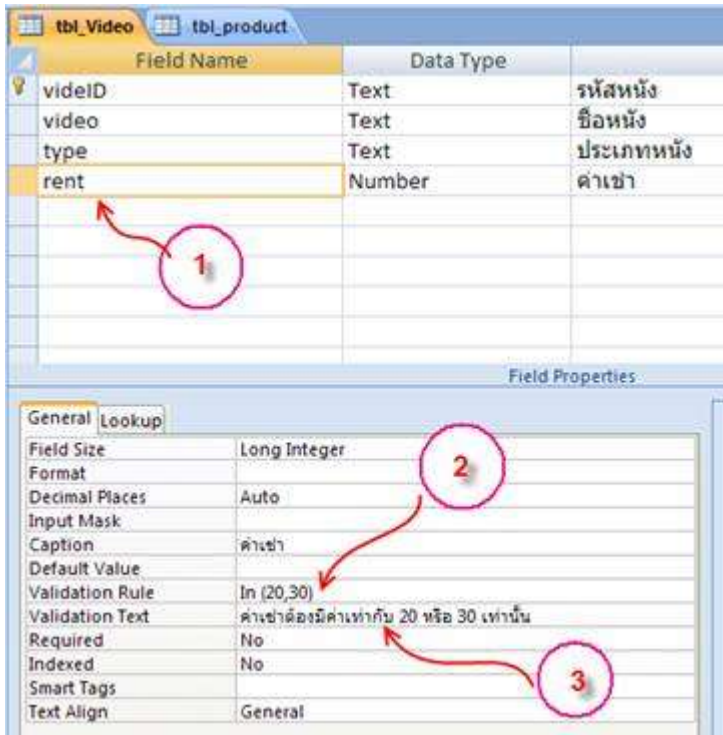 tbl_Video tbl_product
Field Name Data Type
videID Text รหัสหนัง
video Text ชื่อหนัง
type Text ประเภทหนัง
rent Number ค่าเช่า
1
Field Properties
General Lookup
Field Size Long Integer
Format
2
Decimal Places Auto
Input Mask
Caption ค่าเช่า
Default Value
Validation Rule In (20,30)
Validation Text ค่าเช่าต้องมีค่าเท่ากับ 20 หรือ 30 เท่านั้น
Required No
Indexed No
3
Smart Tags
Text Align General